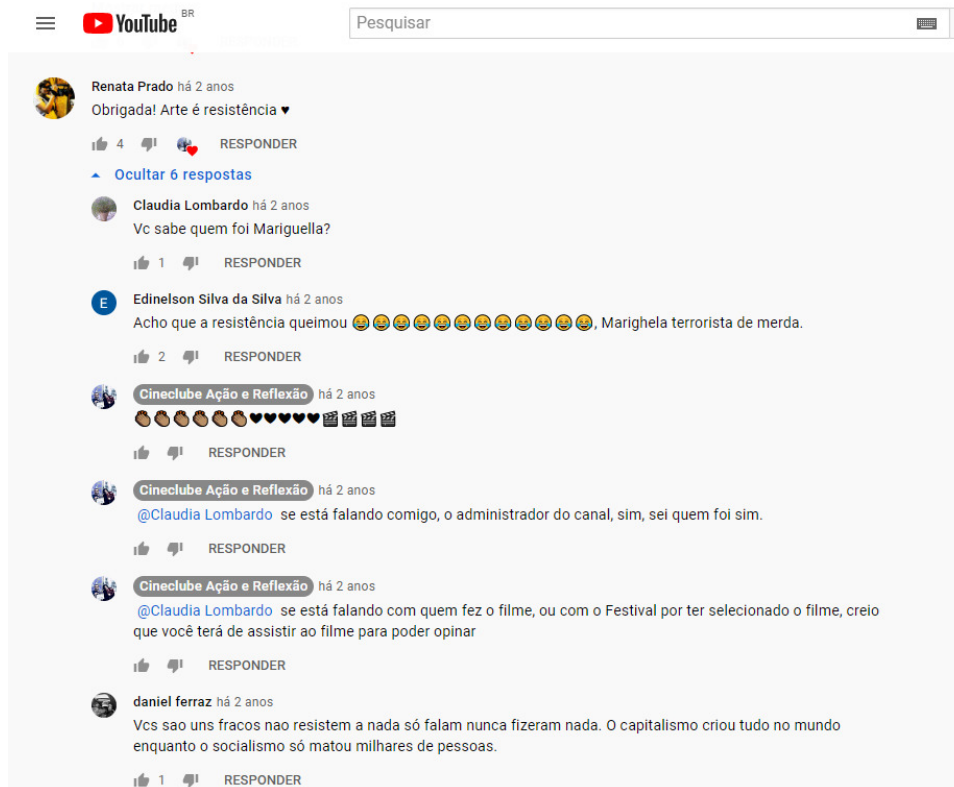 YouTube BR
Pesquisar
Renata Prado há 2 anos
Obrigada! Arte é resistência ♥
4 RESPONDER
Ocultar 6 respostas
Claudia Lombardo há 2 anos
Vc sabe quem foi Mariguella?
1 RESPONDER
E
Edinelson Silva da Silva há 2 anos
Acho que a resistência queimou 😂😂😂😂😂😂😂😂😂😂😂😂, Marighela terrorista de merda.
2 RESPONDER
Cineclube Ação e Reflexão há 2 anos
👏🏾👏🏾👏🏾👏🏾👏🏾👏🏾♥♥♥♥♥🎬🎬🎬🎬
RESPONDER
Cineclube Ação e Reflexão há 2 anos
@Claudia Lombardo se está falando comigo, o administrador do canal, sim, sei quem foi sim.
RESPONDER
Cineclube Ação e Reflexão há 2 anos
@Claudia Lombardo se está falando com quem fez o filme, ou com o Festival por ter selecionado o filme, creio
que você terá de assistir ao filme para poder opinar
RESPONDER
daniel ferraz há 2 anos
Vcs sao uns fracos nao resistem a nada só falam nunca fizeram nada. O capitalismo criou tudo no mundo
enquanto o socialismo só matou milhares de pessoas.
1 RESPONDER